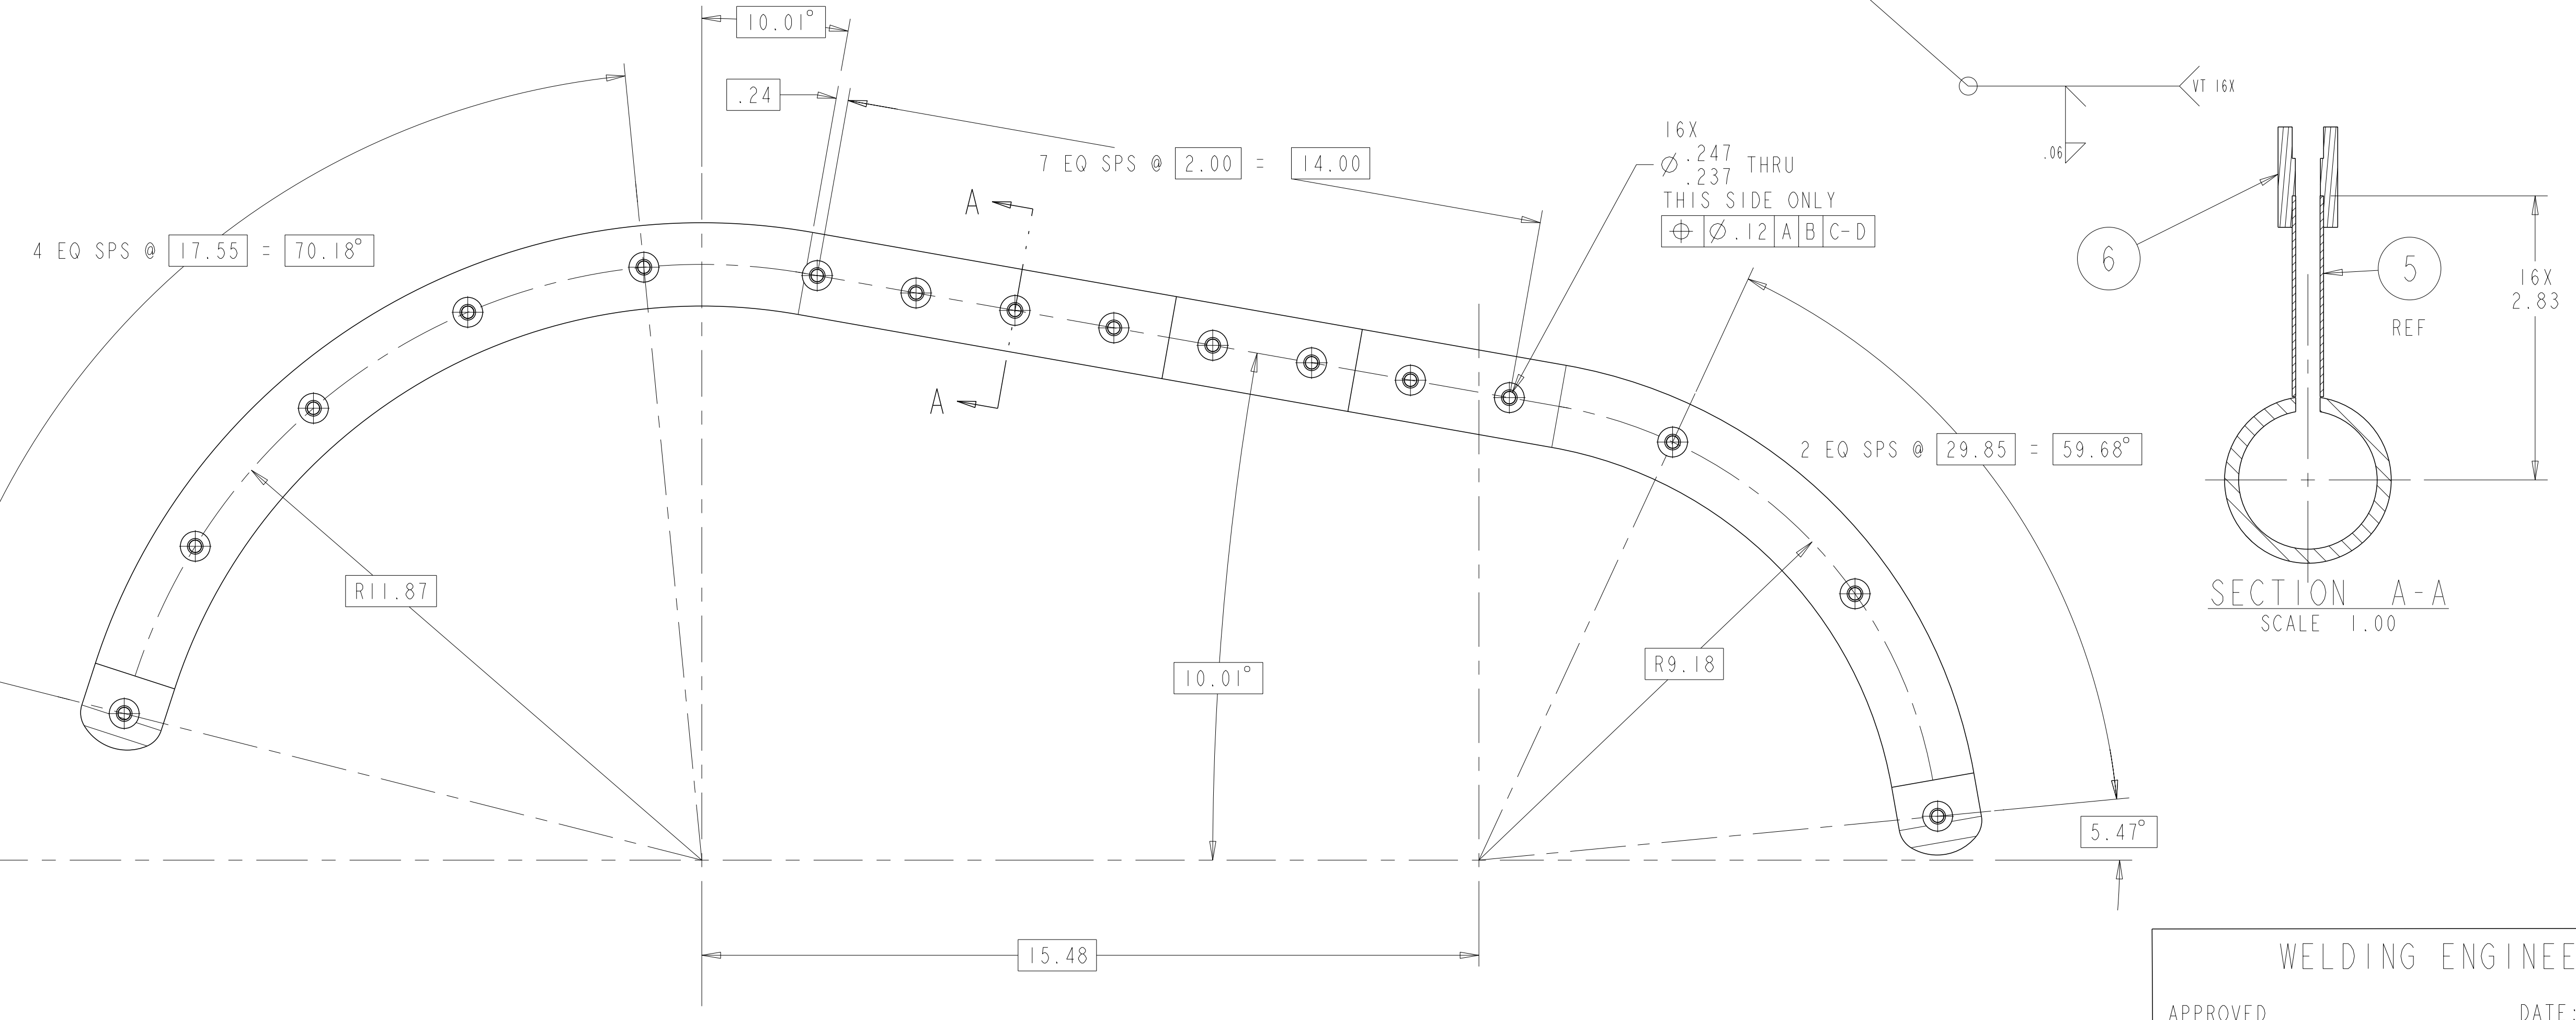 10.01°
.24
7 EQ SPS @ 2.00 = 14.00
4 EQ SPS @ 17.55 = 70.18°
A
A
16X
⌀ .247
.237 THRU
THIS SIDE ONLY
⌖ ⌀.12 A B C-D
VT 16X
.06
6
5
REF
16X
2.83
2 EQ SPS @ 29.85 = 59.68°
R11.87
10.01°
R9.18
5.47°
15.48
SECTION A-A
SCALE 1.00
WELDING ENGINEE
APPROVED
DATE: